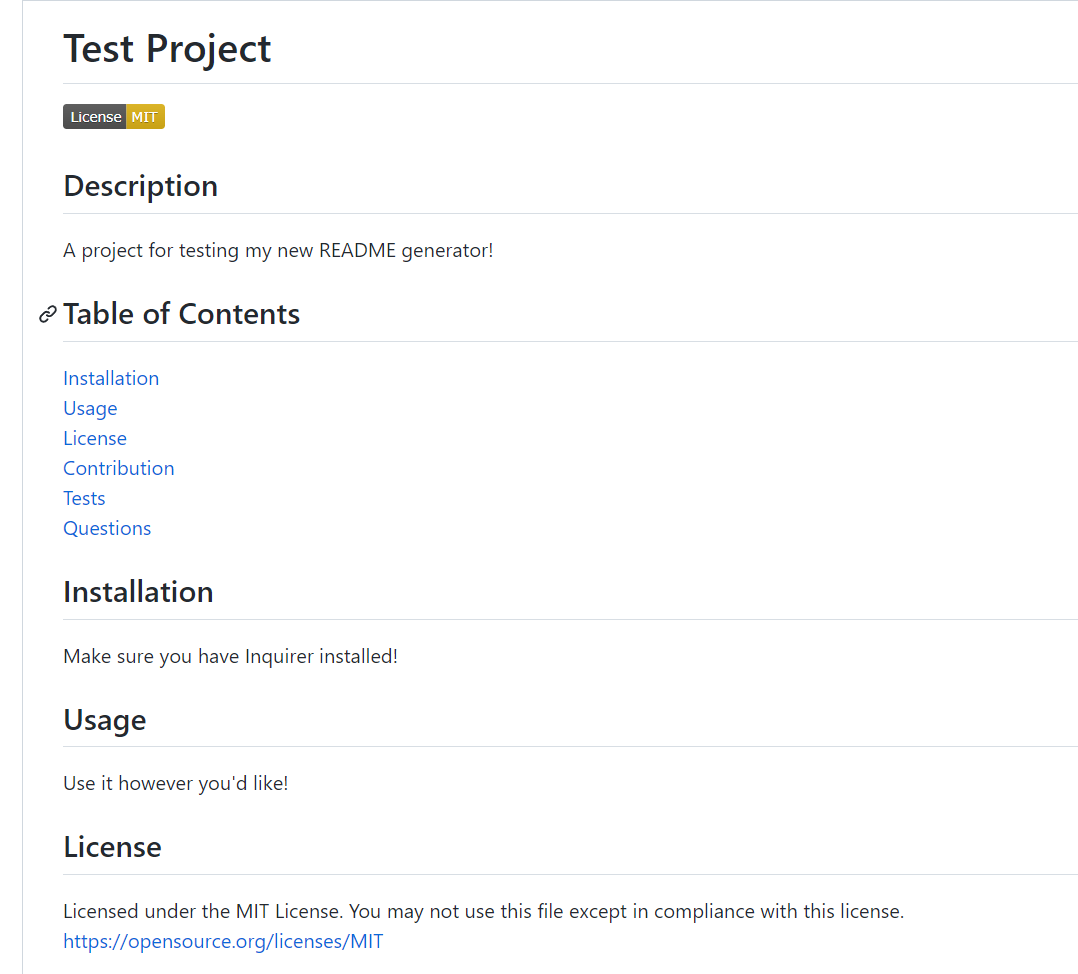 Test Project
License MIT
Description
A project for testing my new README generator!
Table of Contents
Installation
Usage
License
Contribution
Tests
Questions
Installation
Make sure you have Inquirer installed!
Usage
Use it however you'd like!
License
Licensed under the MIT License. You may not use this file except in compliance with this license.
https://opensource.org/licenses/MIT